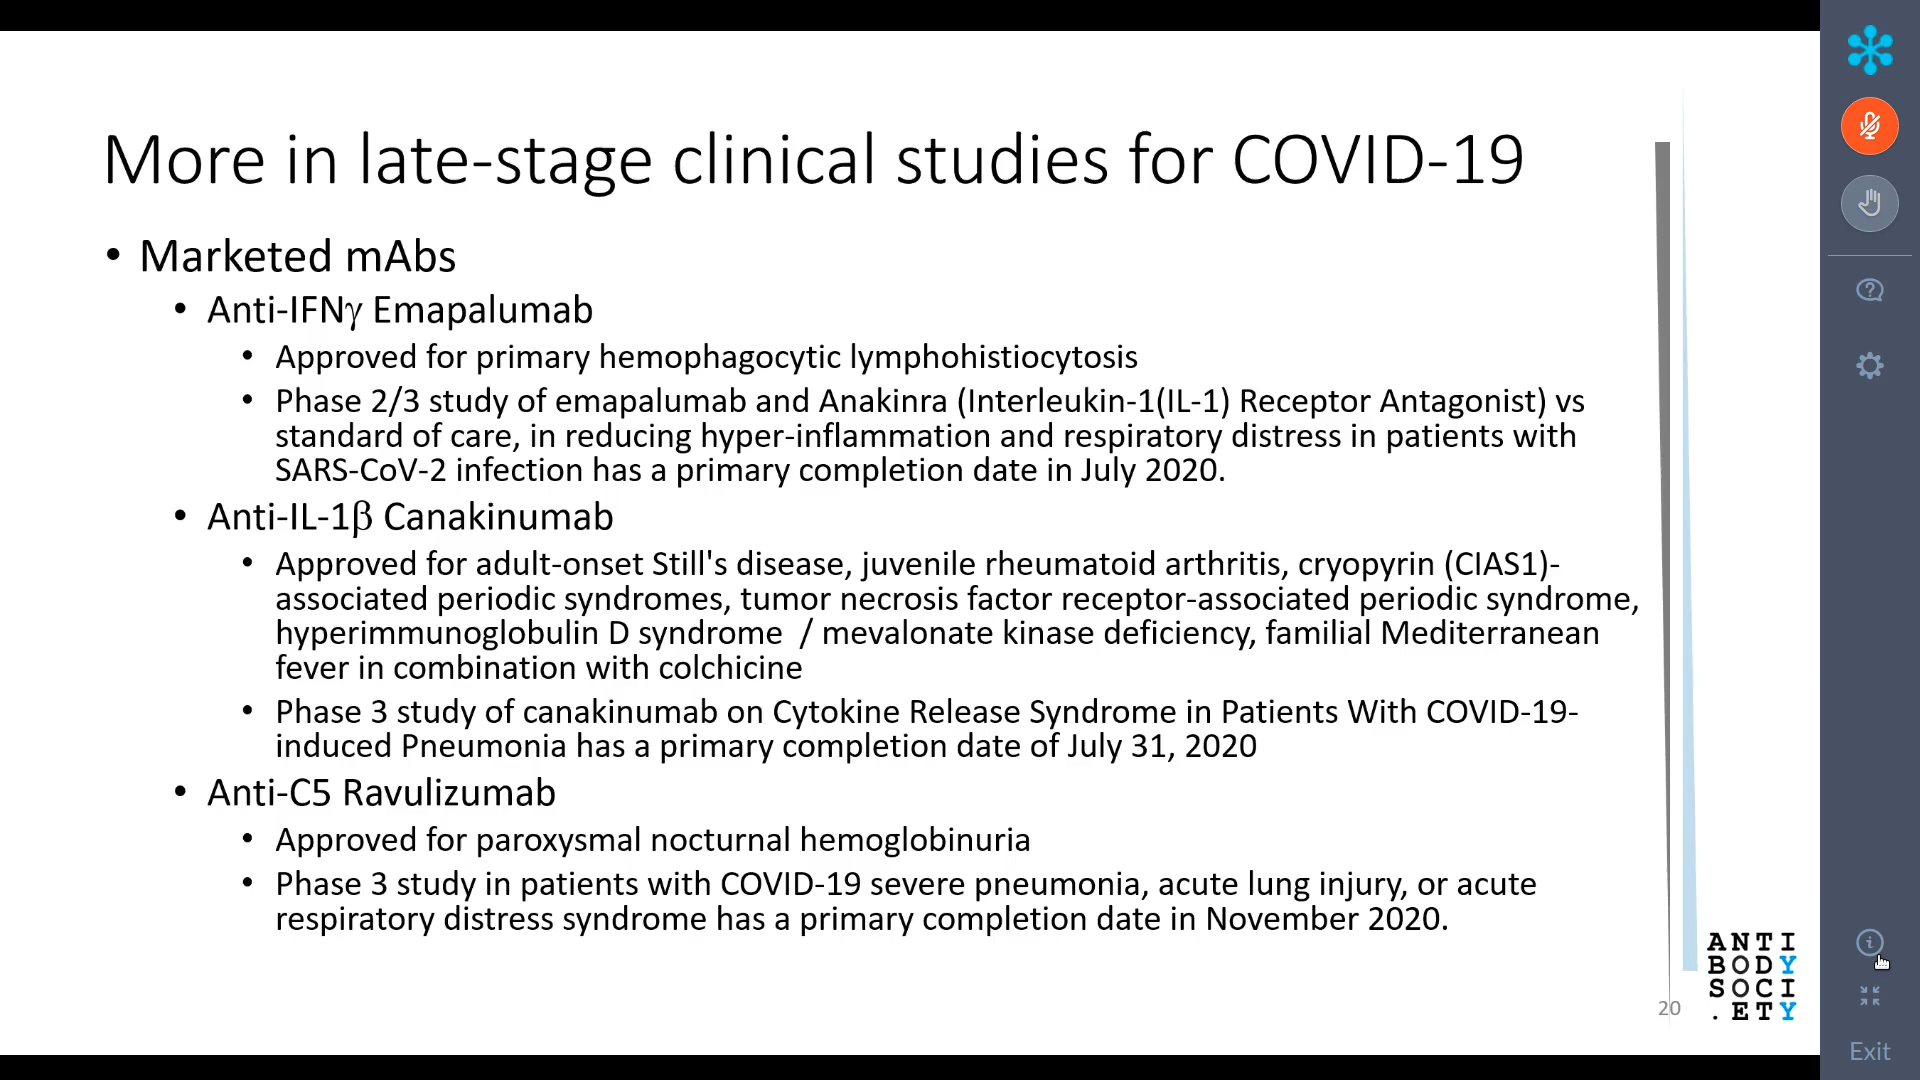 More in late-stage clinical studies for COVID-19
• Marketed mAbs
• Anti-IFNγ Emapalumab
• Approved for primary hemophagocytic lymphohistiocytosis
• Phase 2/3 study of emapalumab and Anakinra (Interleukin-1(IL-1) Receptor Antagonist) vs
standard of care, in reducing hyper-inflammation and respiratory distress in patients with
SARS-CoV-2 infection has a primary completion date in July 2020.
• Anti-IL-1β Canakinumab
• Approved for adult-onset Still's disease, juvenile rheumatoid arthritis, cryopyrin (CIAS1)-
associated periodic syndromes, tumor necrosis factor receptor-associated periodic syndrome,
hyperimmunoglobulin D syndrome / mevalonate kinase deficiency, familial Mediterranean
fever in combination with colchicine
• Phase 3 study of canakinumab on Cytokine Release Syndrome in Patients With COVID-19-
induced Pneumonia has a primary completion date of July 31, 2020
• Anti-C5 Ravulizumab
• Approved for paroxysmal nocturnal hemoglobinuria
• Phase 3 study in patients with COVID-19 severe pneumonia, acute lung injury, or acute
respiratory distress syndrome has a primary completion date in November 2020.
20
ANTI
BODY
SOCI
.ETY
Exit